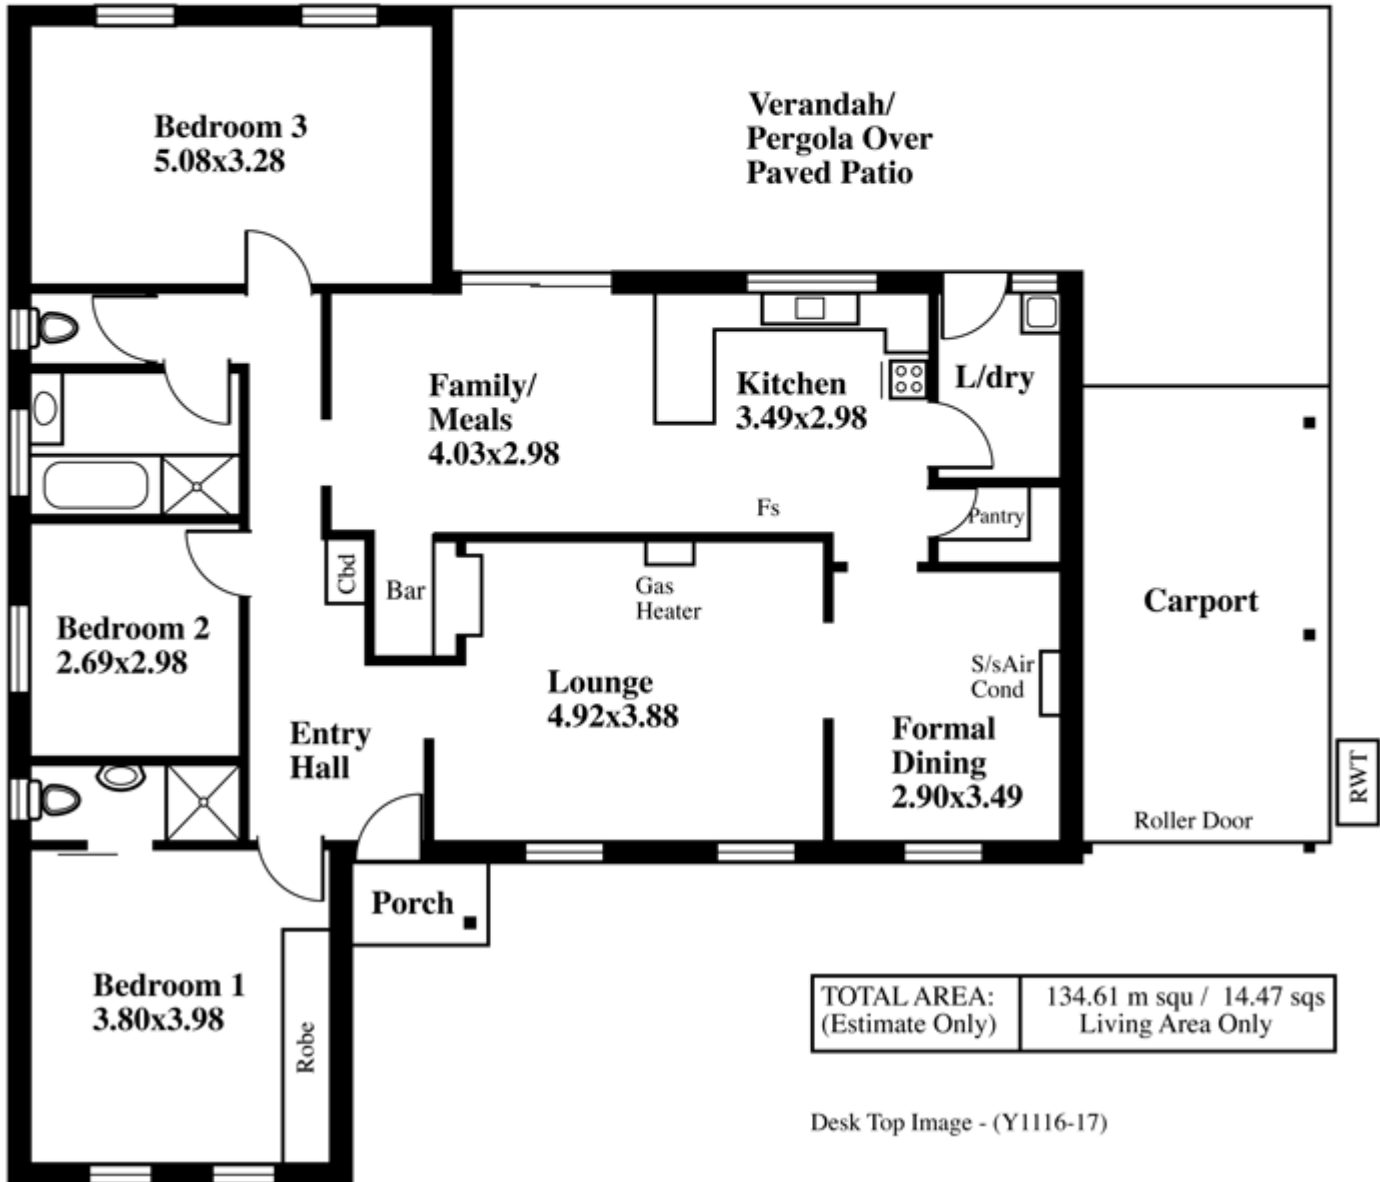 Bedroom 3
5.08x3.28
Verandah/
Pergola Over
Paved Patio
Family/
Meals
4.03x2.98
Kitchen
3.49x2.98
L/dry
Fs
Pantry
Cbd
Bar
Gas
Heater
Carport
Bedroom 2
2.69x2.98
Lounge
4.92x3.88
S/sAir
Cond
Entry
Hall
Formal
Dining
2.90x3.49
RWT
Roller Door
Porch
Bedroom 1
3.80x3.98
Robe
TOTAL AREA:
(Estimate Only)
134.61 m squ / 14.47 sqs
Living Area Only
Desk Top Image - (Y1116-17)